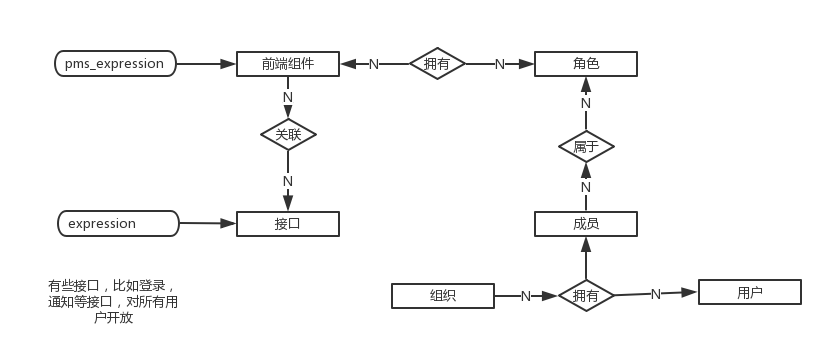 pms_expression
前端组件
N
拥有
N
角色
N
关联
N
N
属于
N
expression
接口
成员
有些接口，比如登录，
通知等接口，对所有用
户开放
组织
N
拥有
N
用户